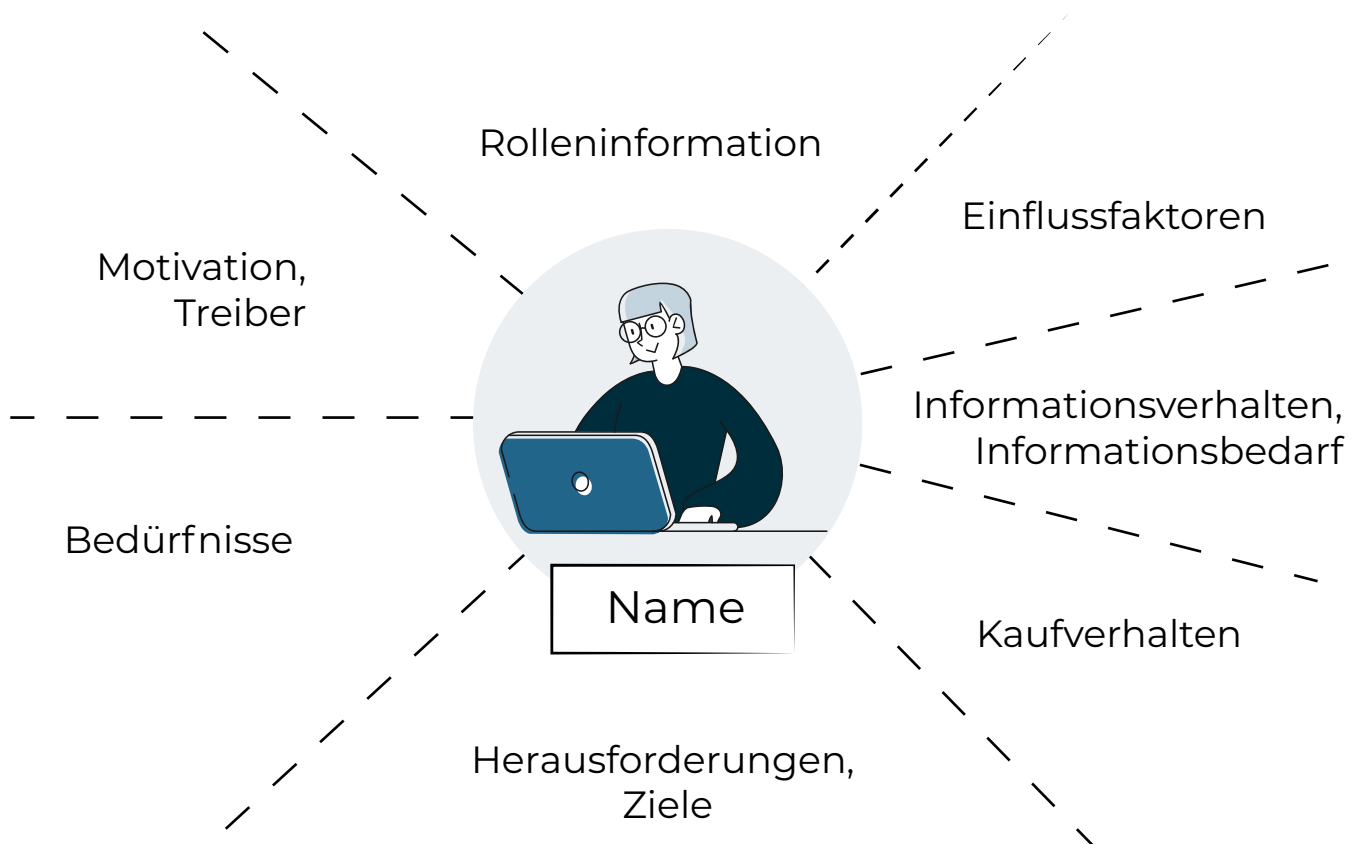 Rolleninformation
Einflussfaktoren
Motivation,
Treiber
Informationsverhalten,
Informationsbedarf
Bedürfnisse
Name
Kaufverhalten
Herausforderungen,
Ziele